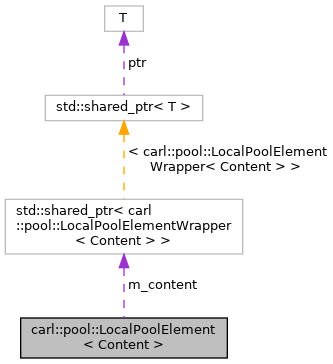 T
ptr
std::shared_ptr< T >
< carl::pool::LocalPoolElement
Wrapper< Content > >
std::shared_ptr< carl
::pool::LocalPoolElementWrapper
< Content > >
m_content
carl::pool::LocalPoolElement
< Content >